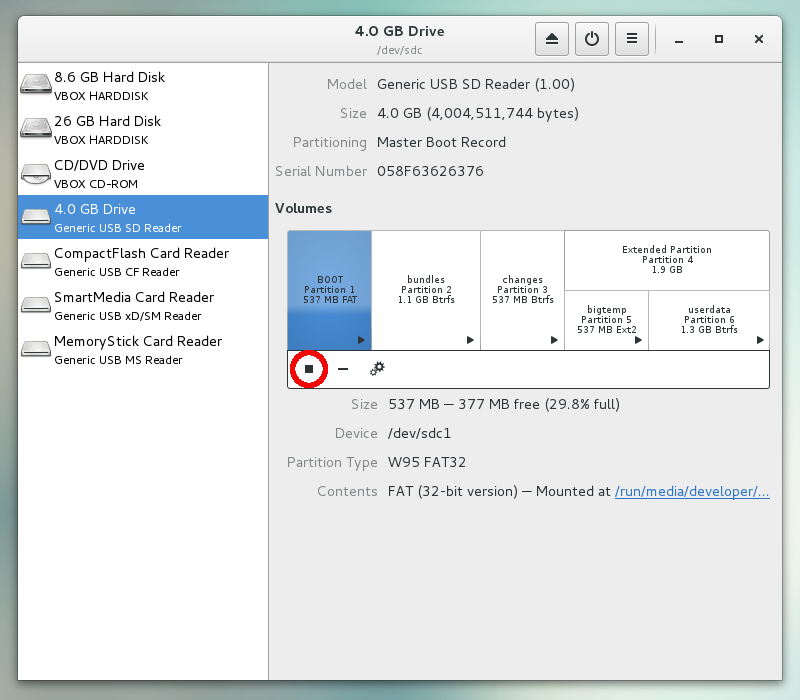 4.0 GB Drive
/dev/sdc
8.6 GB Hard Disk
VBOX HARDDISK
26 GB Hard Disk
VBOX HARDDISK
CD/DVD Drive
VBOX CD-ROM
4.0 GB Drive
Generic USB SD Reader
CompactFlash Card Reader
Generic USB CF Reader
SmartMedia Card Reader
Generic USB xD/SM Reader
MemoryStick Card Reader
Generic USB MS Reader
Model Generic USB SD Reader (1.00)
Size 4.0 GB (4,004,511,744 bytes)
Partitioning Master Boot Record
Serial Number 058F63626376
Volumes
BOOT
Partition 1
537 MB FAT
bundles
Partition 2
1.1 GB Btrfs
changes
Partition 3
537 MB Btrfs
Extended Partition
Partition 4
1.9 GB
bigtemp
Partition 5
537 MB Ext2
userdata
Partition 6
1.3 GB Btrfs
Size 537 MB — 377 MB free (29.8% full)
Device /dev/sdc1
Partition Type W95 FAT32
Contents FAT (32-bit version) — Mounted at /run/media/developer/...